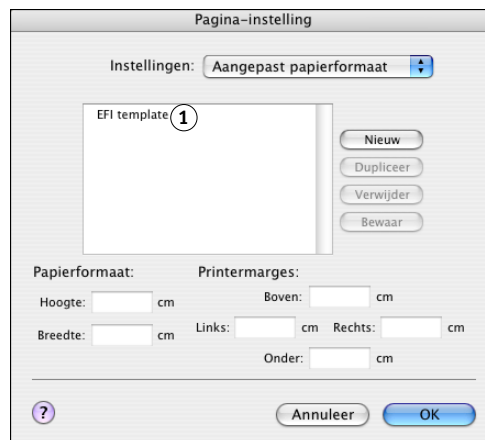 Pagina-instelling
Instellingen: Aangepast papierformaat
EFI template 1
Nieuw
Dupliceer
Verwijder
Bewaar
Papierformaat: Printermarges:
Hoogte: cm Boven: cm
Breedte: cm Links: cm Rechts: cm
Onder: cm
? Annuleer OK